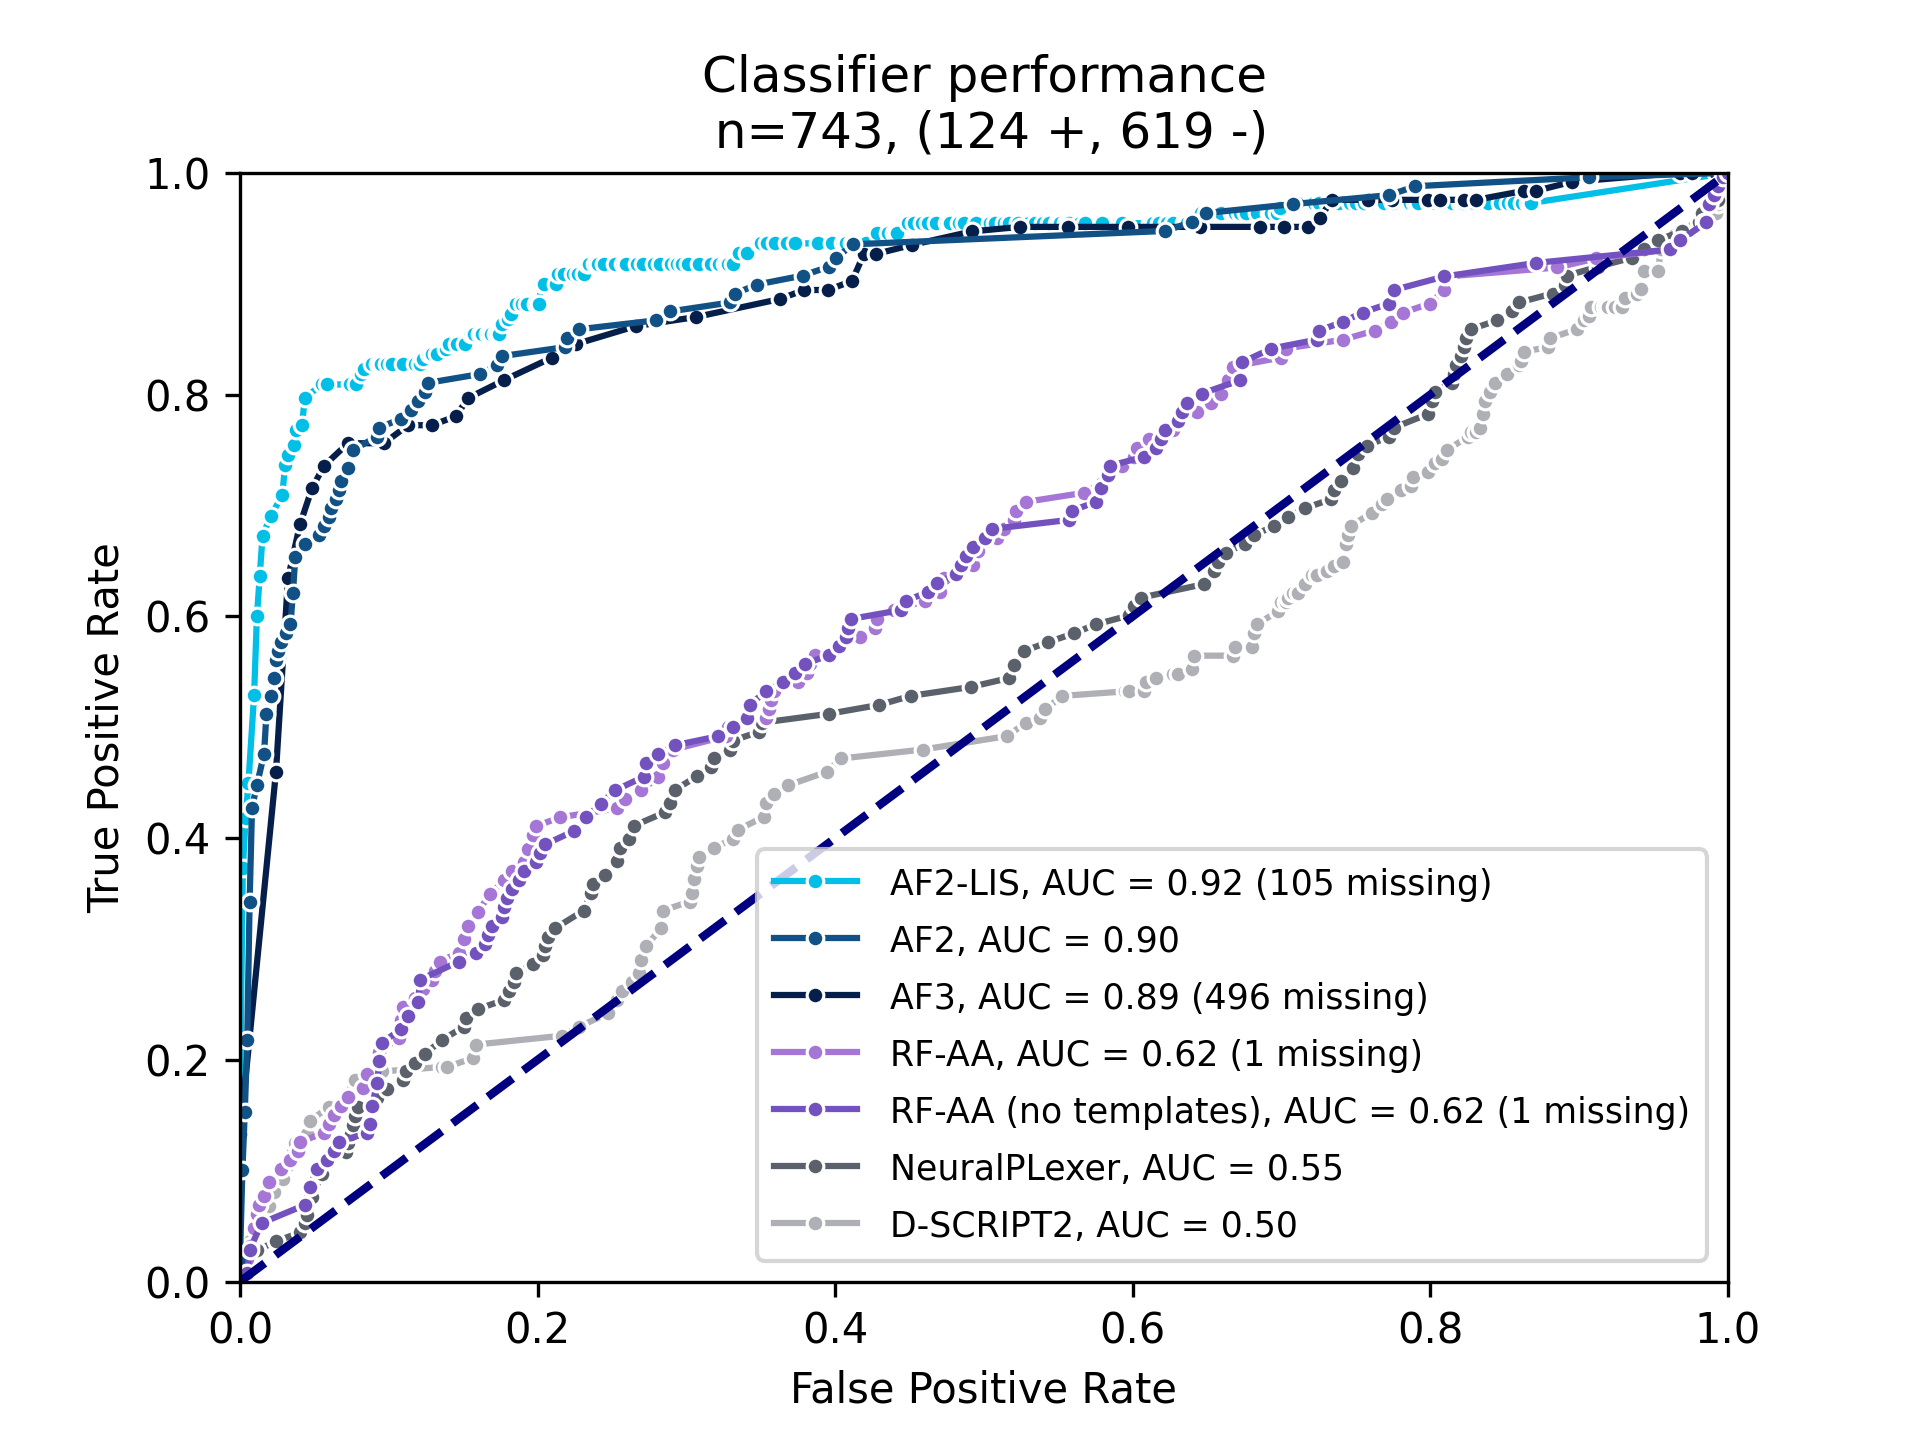 Classifier performance
n=743, (124 +, 619 -)
1.0
0.8
0.6
0.4
0.2
0.0
True Positive Rate
AF2-LIS, AUC = 0.92 (105 missing)
AF2, AUC = 0.90
AF3, AUC = 0.89 (496 missing)
RF-AA, AUC = 0.62 (1 missing)
RF-AA (no templates), AUC = 0.62 (1 missing)
NeuralPLexer, AUC = 0.55
D-SCRIPT2, AUC = 0.50
0.0 0.2 0.4 0.6 0.8 1.0
False Positive Rate